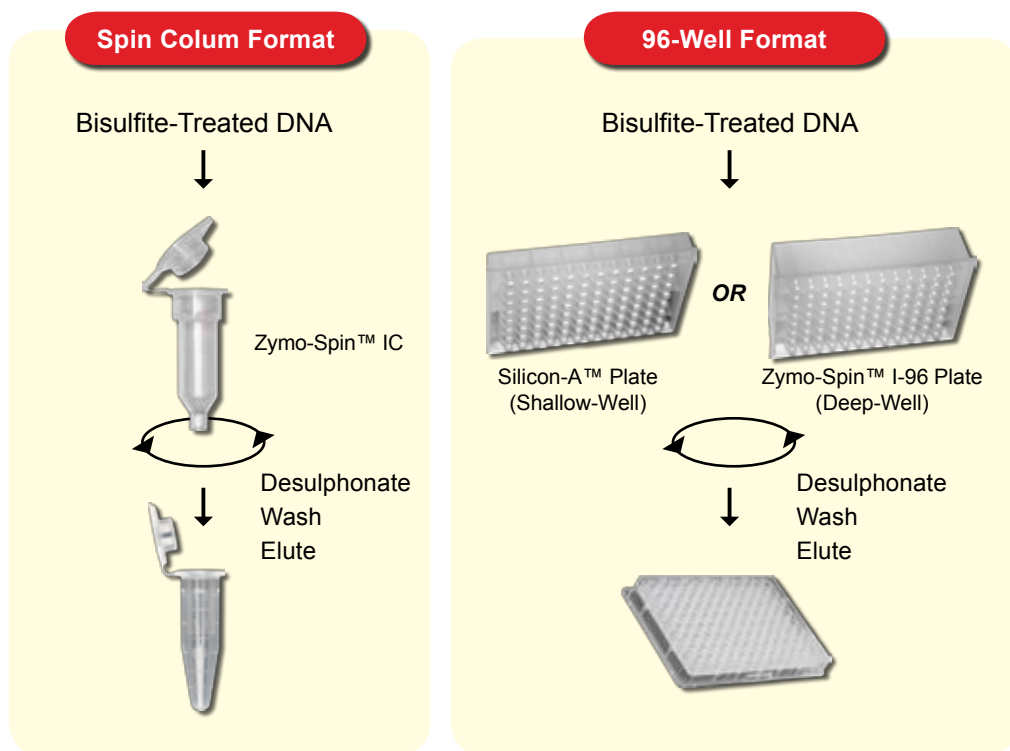 Spin Colum Format
Bisulfite-Treated DNA
Zymo-Spin™ IC
Desulphonate
Wash
Elute
96-Well Format
Bisulfite-Treated DNA
OR
Silicon-A™ Plate
(Shallow-Well)
Zymo-Spin™ I-96 Plate
(Deep-Well)
Desulphonate
Wash
Elute